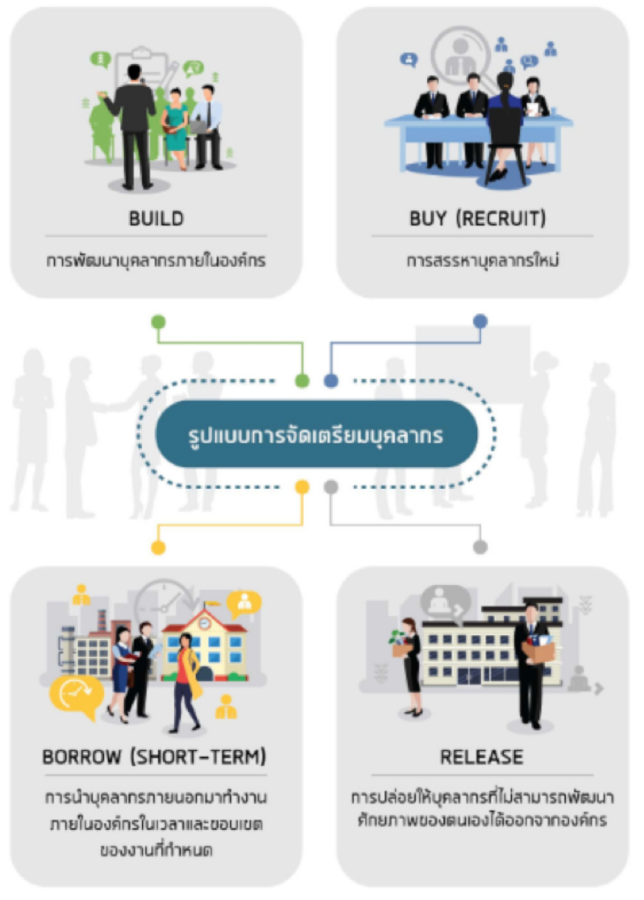 BUILD
การพัฒนาบุคลากรภายในองค์กร
BUY (RECRUIT)
การสรรหาบุคลากรใหม่
รูปแบบการจัดเตรียมบุคลากร
BORROW (SHORT-TERM)
การนำบุคลากรภายนอกมาทำงาน
ภายในองค์กรในเวลาและขอบเขต
ของงานที่กำหนด
RELEASE
การปล่อยให้บุคลากรที่ไม่สามารถพัฒนา
ศักยภาพของตนเองได้ออกจากองค์กร